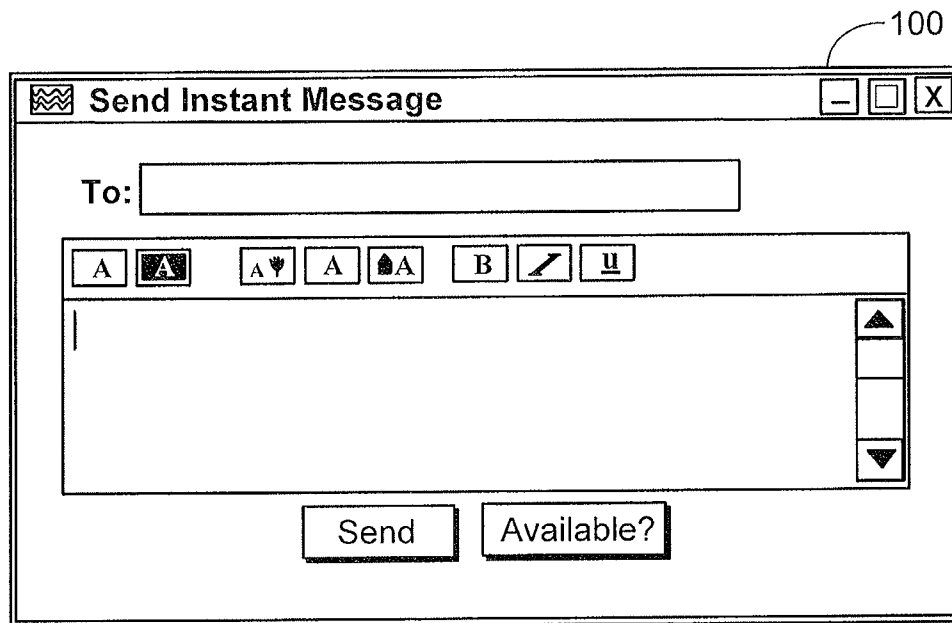 100
Send Instant Message X
To:
A A A A A B I u
Send Available?